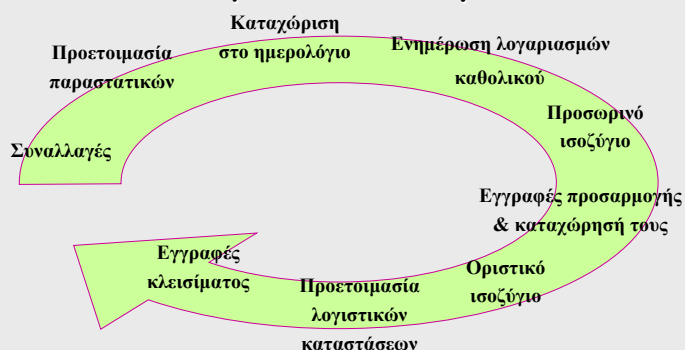 Συναλλαγές
Προετοιμασία
παραστατικών
Καταχώριση
στο ημερολόγιο
Ενημέρωση λογαριασμών
καθολικού
Προσωρινό
ισοζύγιο
Εγγραφές προσαρμογής
& καταχώρησή τους
Οριστικό
ισοζύγιο
Προετοιμασία
λογιστικών
καταστάσεων
Εγγραφές
κλεισίματος